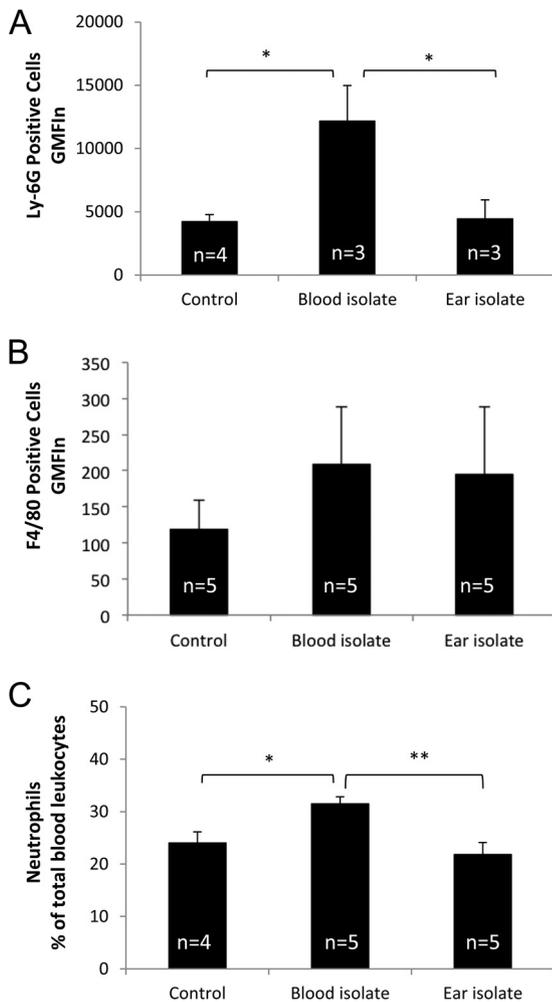 A
Ly-6G Positive Cells
GMFIn
20000
15000
10000
5000
0
*
*
n=4
n=3
n=3
Control
Blood isolate
Ear isolate
B
F4/80 Positive Cells
GMFIn
350
300
250
200
150
100
50
0
n=5
n=5
n=5
Control
Blood isolate
Ear isolate
C
Neutrophils
% of total blood leukocytes
50
40
30
20
10
0
*
**
n=4
n=5
n=5
Control
Blood isolate
Ear isolate